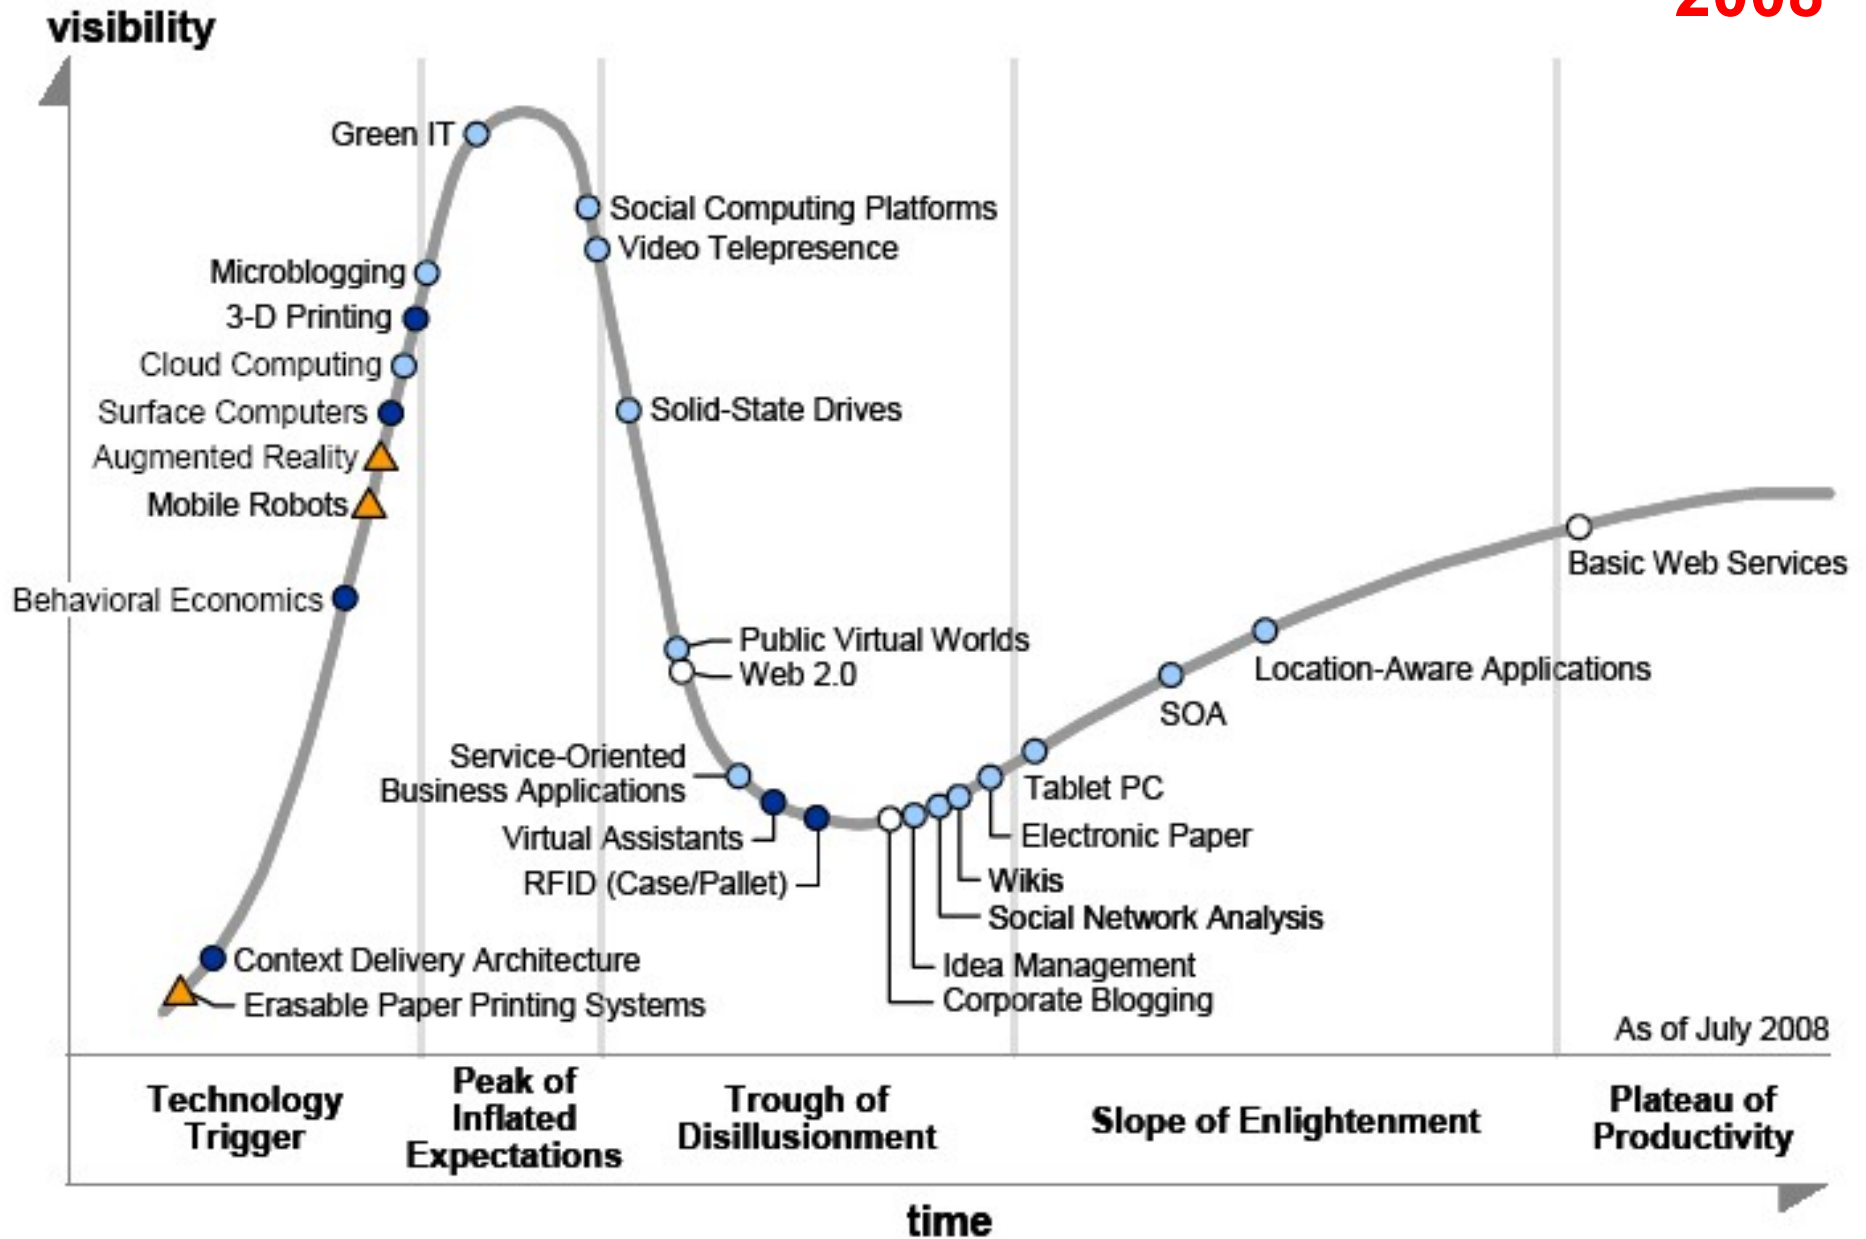 2008
visibility
Green IT
Social Computing Platforms
Video Telepresence
Microblogging
3-D Printing
Cloud Computing
Surface Computers
Solid-State Drives
Augmented Reality
Mobile Robots
Basic Web Services
Behavioral Economics
Public Virtual Worlds
Web 2.0
Location-Aware Applications
SOA
Service-Oriented
Business Applications
Tablet PC
Virtual Assistants
Electronic Paper
RFID (Case/Pallet)
Wikis
Social Network Analysis
Context Delivery Architecture
Idea Management
Erasable Paper Printing Systems
Corporate Blogging
As of July 2008
Technology
Trigger
Peak of
Inflated
Expectations
Trough of
Disillusionment
Slope of Enlightenment
Plateau of
Productivity
time